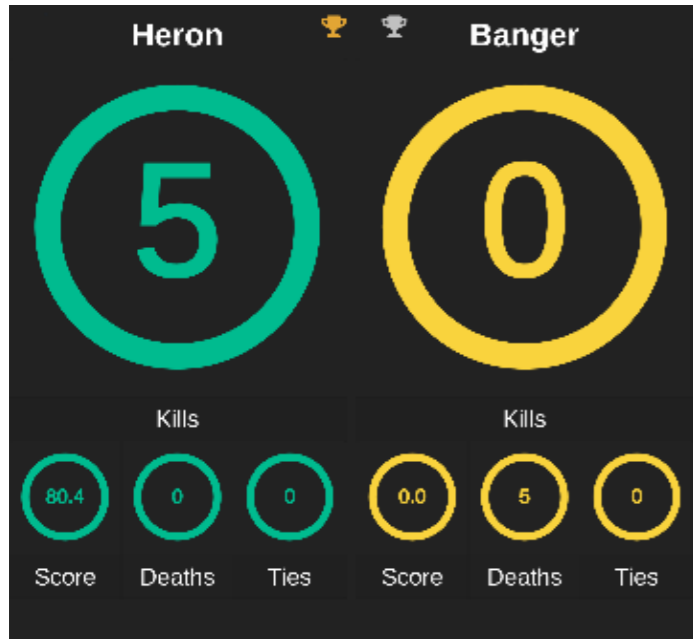 Heron Banger
5 0
Kills Kills
80.4 0 0 0.0 5 0
Score Deaths Ties Score Deaths Ties